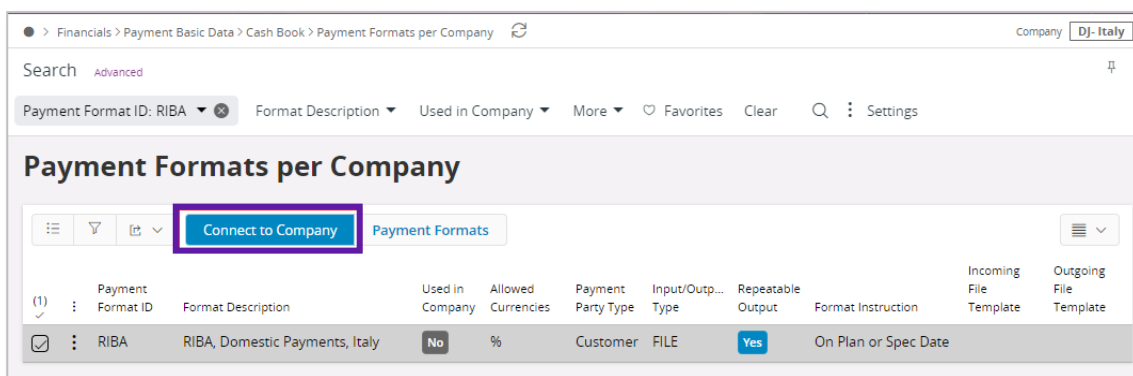 > Financials > Payment Basic Data > Cash Book > Payment Formats per Company Company DJ- Italy
Search Advanced
Payment Format ID: RIBA Format Description Used in Company More Favorites Clear Settings
Payment Formats per Company
Connect to Company Payment Formats
Incoming Outgoing
Payment Used in Allowed Payment Input/Outp... Repeatable File File
(1) Format ID Format Description Company Currencies Party Type Type Output Format Instruction Template Template
RIBA RIBA, Domestic Payments, Italy No % Customer FILE Yes On Plan or Spec Date